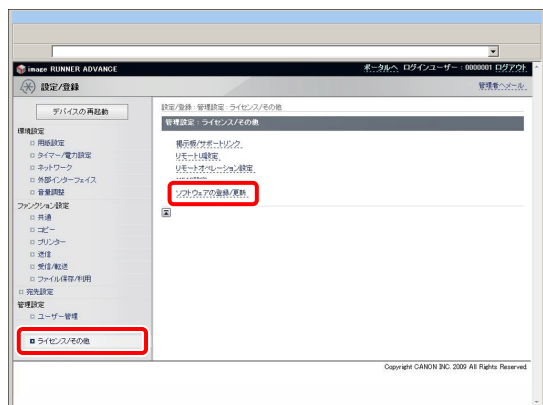 image RUNNER ADVANCE
ポータルへ ログインユーザー : 0000001 ログアウト
設定/登録
管理者へメール
デバイスの再起動
設定/登録 : 管理設定 : ライセンス/その他
管理設定 : ライセンス/その他
環境設定
用紙設定
タイマー/電力設定
ネットワーク
外部インターフェイス
音量調整
掲示板/サポートリンク
リモートUI設定
リモートオペレーション設定
ソフトウェアの登録/更新
ファンクション設定
共通
コピー
プリンター
送信
受信/転送
ファイル保存/利用
宛先設定
管理設定
ユーザー管理
ライセンス/その他
Copyright CANON INC. 2009 All Rights Reserved